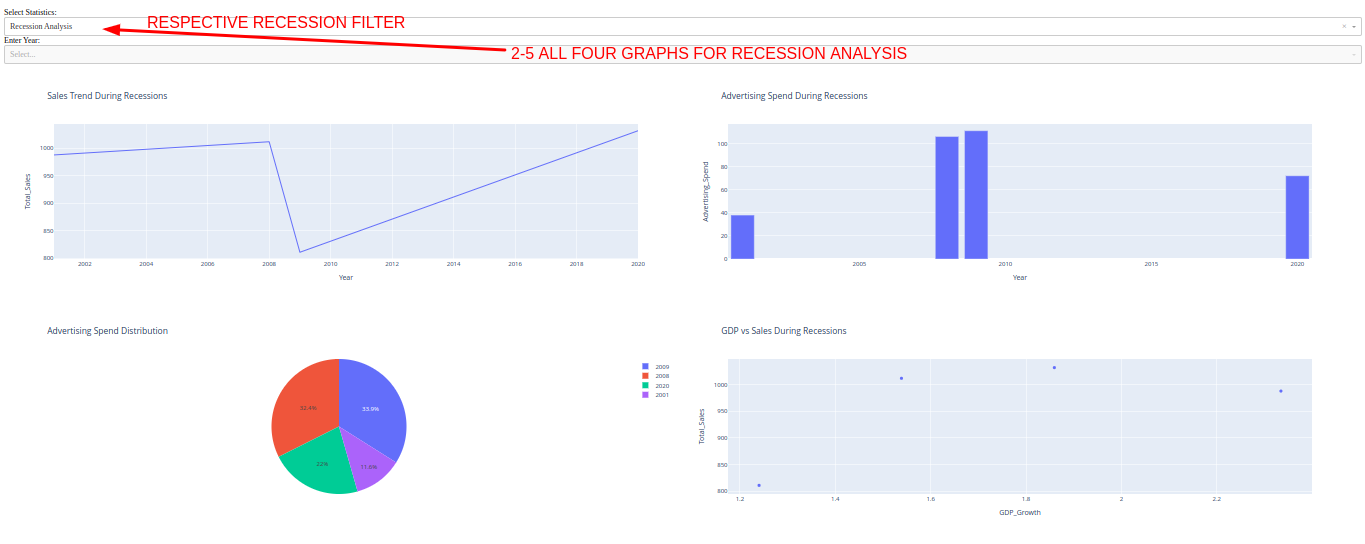 Select Statistics:
RESPECTIVE RECESSION FILTER
Recession Analysis
Enter Year:
2-5 ALL FOUR GRAPHS FOR RECESSION ANALYSIS
Select...
Sales Trend During Recessions
Total_Sales
1000
950
900
850
800
2002 2004 2006 2008 2010 2012 2014 2016 2018 2020
Year
Advertising Spend During Recessions
Advertising_Spend
100
80
60
40
20
0
2005 2010 2015 2020
Year
Advertising Spend Distribution
32.4%
33.9%
22%
11.6%
2009
2008
2020
2001
GDP vs Sales During Recessions
Total_Sales
1000
950
900
850
800
1.2 1.4 1.6 1.8 2 2.2
GDP_Growth